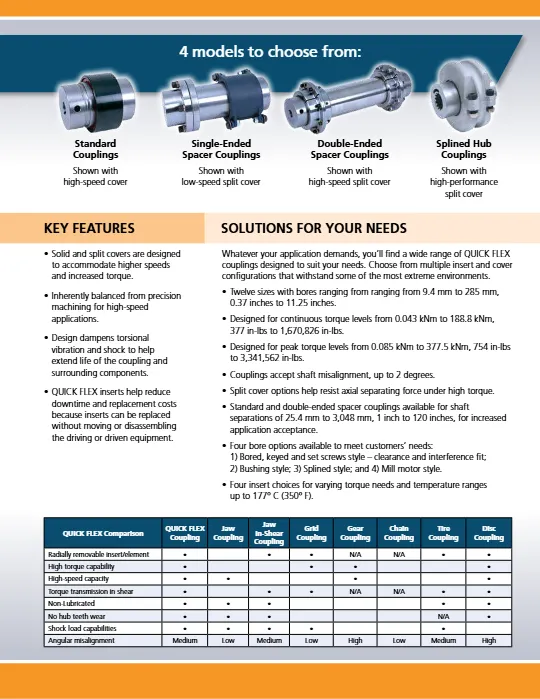 4 models to choose from:
Standard
Couplings
Shown with
high-speed cover
Single-Ended
Spacer Couplings
Shown with
low-speed split cover
Double-Ended
Spacer Couplings
Shown with
high-speed split cover
Splined Hub
Couplings
Shown with
high-performance
split cover
KEY FEATURES
• Solid and split covers are designed
to accommodate higher speeds
and increased torque.
• Inherently balanced from precision
machining for high-speed
applications.
• Design dampens torsional
vibration and shock to help
extend life of the coupling and
surrounding components.
• QUICK FLEX inserts help reduce
downtime and replacement costs
because inserts can be replaced
without moving or disassembling
the driving or driven equipment.
SOLUTIONS FOR YOUR NEEDS
Whatever your application demands, you'll find a wide range of QUICK FLEX
couplings designed to suit your needs. Choose from multiple insert and cover
configurations that withstand some of the most extreme environments.
• Twelve sizes with bores ranging from ranging from 9.4 mm to 285 mm,
0.37 inches to 11.25 inches.
• Designed for continuous torque levels from 0.043 kNm to 188.8 kNm,
377 in-lbs to 1,670,826 in-lbs.
• Designed for peak torque levels from 0.085 kNm to 377.5 kNm, 754 in-lbs
to 3,341,562 in-lbs.
• Couplings accept shaft misalignment, up to 2 degrees.
• Split cover options help resist axial separating force under high torque.
• Standard and double-ended spacer couplings available for shaft
separations of 25.4 mm to 3,048 mm, 1 inch to 120 inches, for increased
application acceptance.
• Four bore options available to meet customers' needs:
1) Bored, keyed and set screws style – clearance and interference fit;
2) Bushing style; 3) Splined style; and 4) Mill motor style.
• Four insert choices for varying torque needs and temperature ranges
up to 177º C (350º F).
QUICK FLEX Comparison QUICK FLEX Coupling Jaw Coupling Jaw In-Shear Coupling Grid Coupling Gear Coupling Chain Coupling Tire Coupling Disc Coupling
Radially removable insert/element • • • N/A N/A • •
High torque capability • • • •
High-speed capacity • • • •
Torque transmission in shear • • • N/A N/A • •
Non-Lubricated • • • • •
No hub teeth wear • • • N/A •
Shock load capabilities • • • • •
Angular misalignment Medium Low Medium Low High Low Medium High